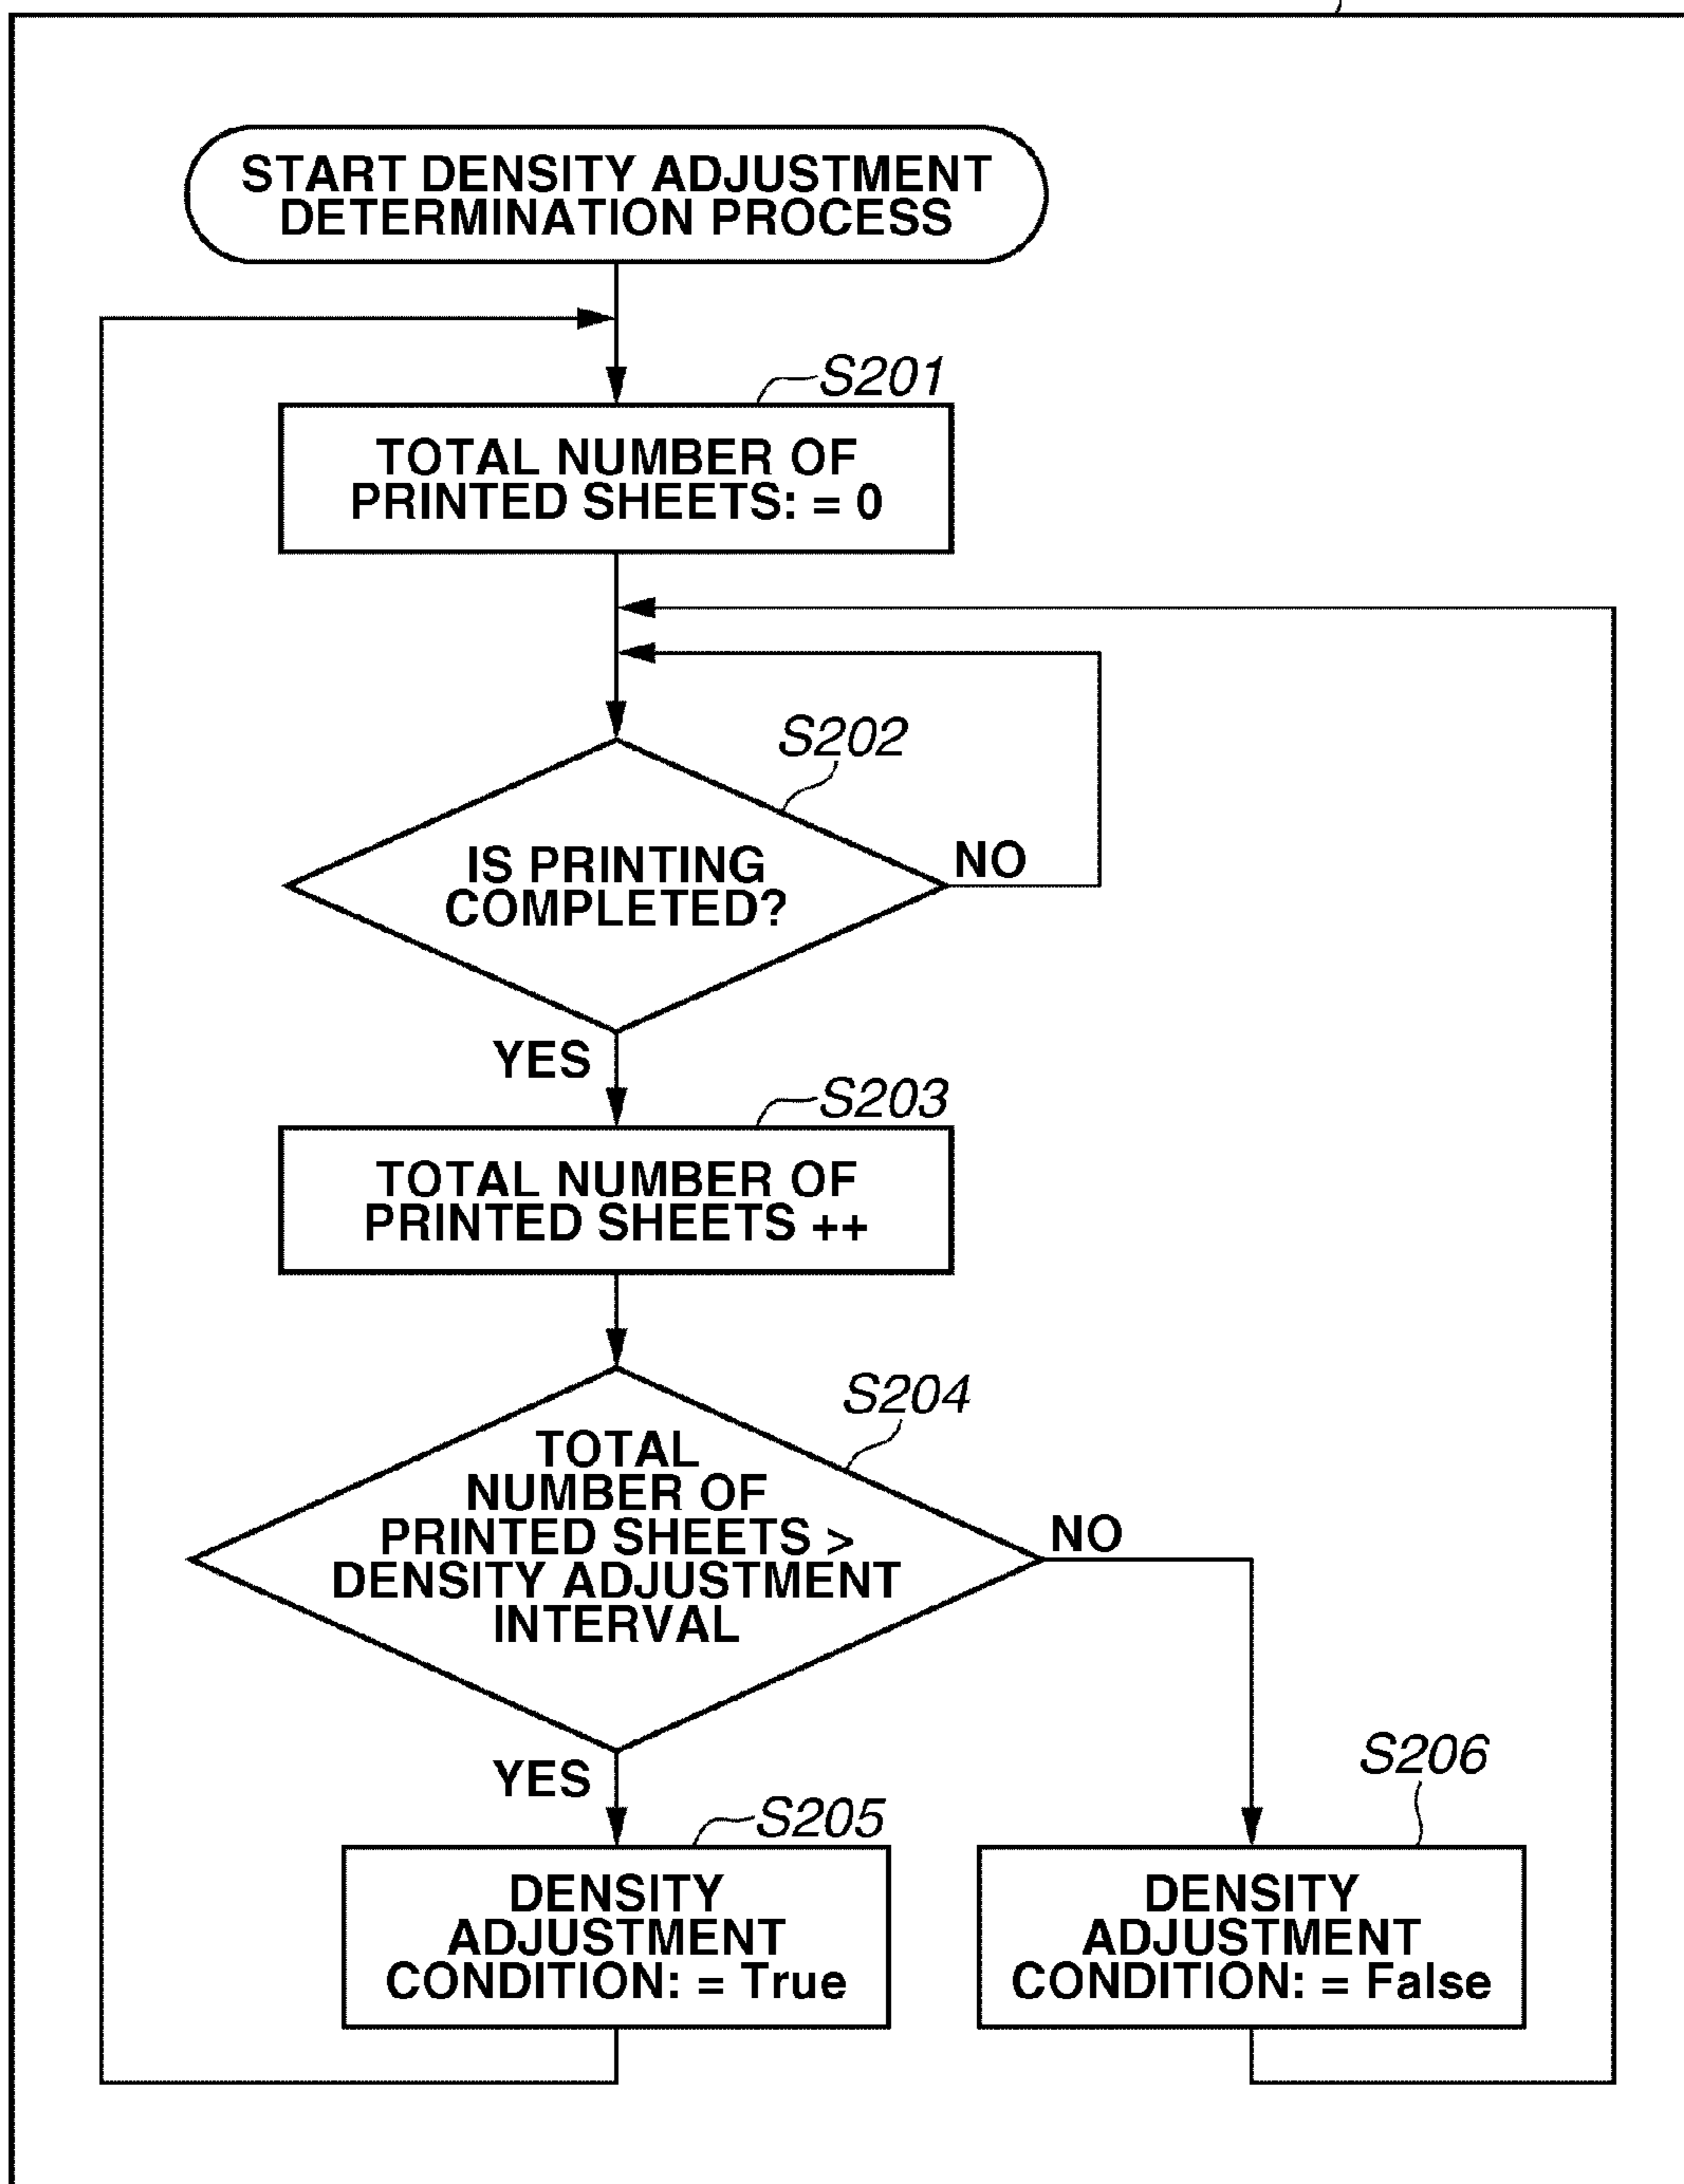 START DENSITY ADJUSTMENT
DETERMINATION PROCESS
S201
TOTAL NUMBER OF
PRINTED SHEETS: = 0
S202
IS PRINTING
COMPLETED?
NO
YES
S203
TOTAL NUMBER OF
PRINTED SHEETS ++
S204
TOTAL
NUMBER OF
PRINTED SHEETS >
DENSITY ADJUSTMENT
INTERVAL
NO
YES
S205
DENSITY
ADJUSTMENT
CONDITION: = True
S206
DENSITY
ADJUSTMENT
CONDITION: = False